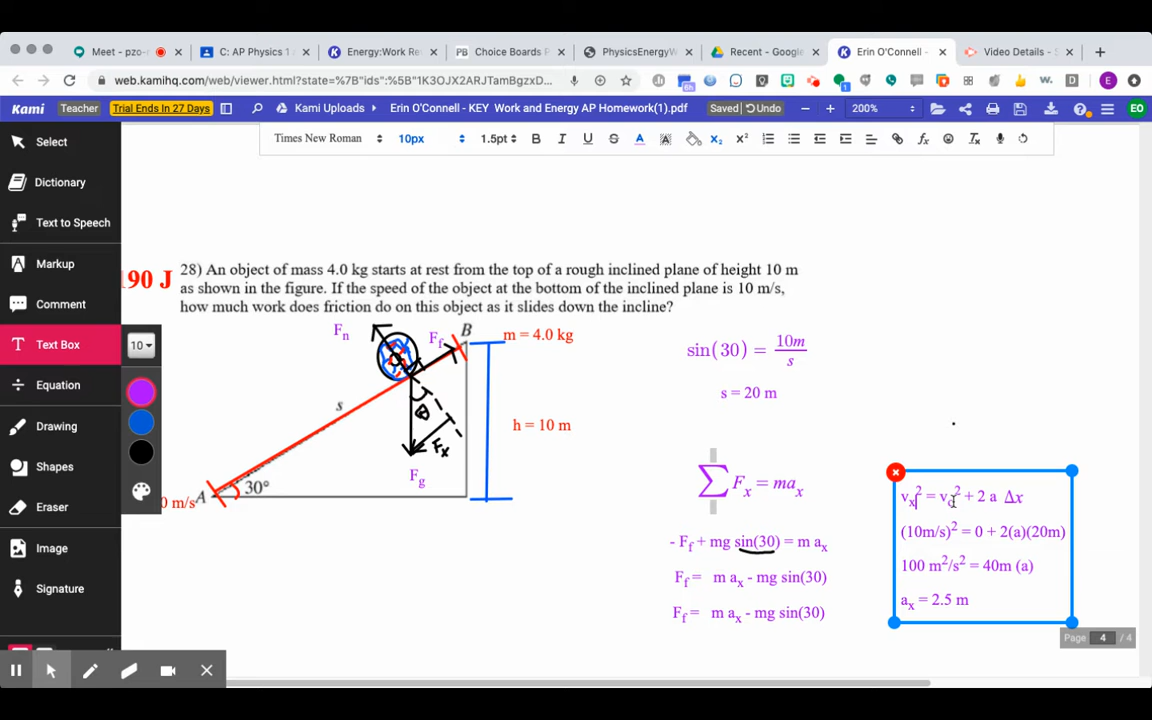 Meet - pzo-
C: AP Physics 1
Energy:Work Re
Choice Boards P
PhysicsEnergyW
Recent - Google
Erin O'Connell -
Video Details - S
web.kamihq.com/web/viewer.html?state=%7B"ids"%3A%5B"1K3OJX2ARJTamBgzxD...
Kami
Teacher
Trial Ends In 27 Days
Kami Uploads
Erin O'Connell - KEY Work and Energy AP Homework(1).pdf
Saved
Undo
200%
EO
Select
Times New Roman
10px
1.5pt
Dictionary
Text to Speech
Markup
Comment
Text Box
10
Equation
Drawing
Shapes
Eraser
Image
Signature
190 J
28) An object of mass 4.0 kg starts at rest from the top of a rough inclined plane of height 10 m
as shown in the figure. If the speed of the object at the bottom of the inclined plane is 10 m/s,
how much work does friction do on this object as it slides down the incline?
Fn
Ff
B
m = 4.0 kg
s
θ
h = 10 m
Fx
Fg
0 m/s
A
30°
sin(30) = 10m/s
s = 20 m
∑ Fx = max
- Ff + mg sin(30) = m ax
Ff = m ax - mg sin(30)
Ff = m ax - mg sin(30)
vx² = vo² + 2 a Δx
(10m/s)² = 0 + 2(a)(20m)
100 m²/s² = 40m (a)
ax = 2.5 m
Page 4 / 4